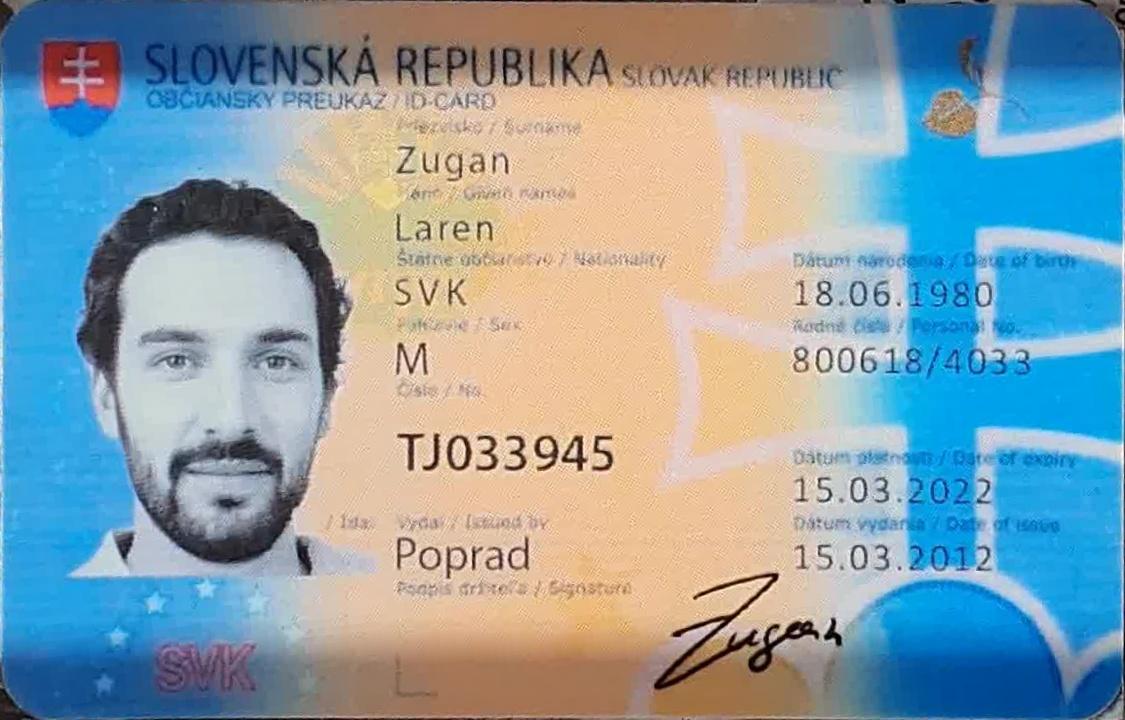 SLOVENSKÁ REPUBLIKA SLOVAK REPUBLIC
OBČIANSKY PREUKAZ / ID-CARD
Priezvisko / Surname
Zugan
Meno / Given names
Laren
Štátne občianstvo / Nationality
SVK
Pohlavie / Sex
M
Číslo / No.
TJ033945
Dátum narodenia / Date of birth
18.06.1980
Rodné číslo / Personal No.
800618/4033
Dátum platnosti / Date of expiry
15.03.2022
Vydal / Issued by
Poprad
Dátum vydania / Date of issue
15.03.2012
Podpis držiteľa / Signature
Zugan
SVK